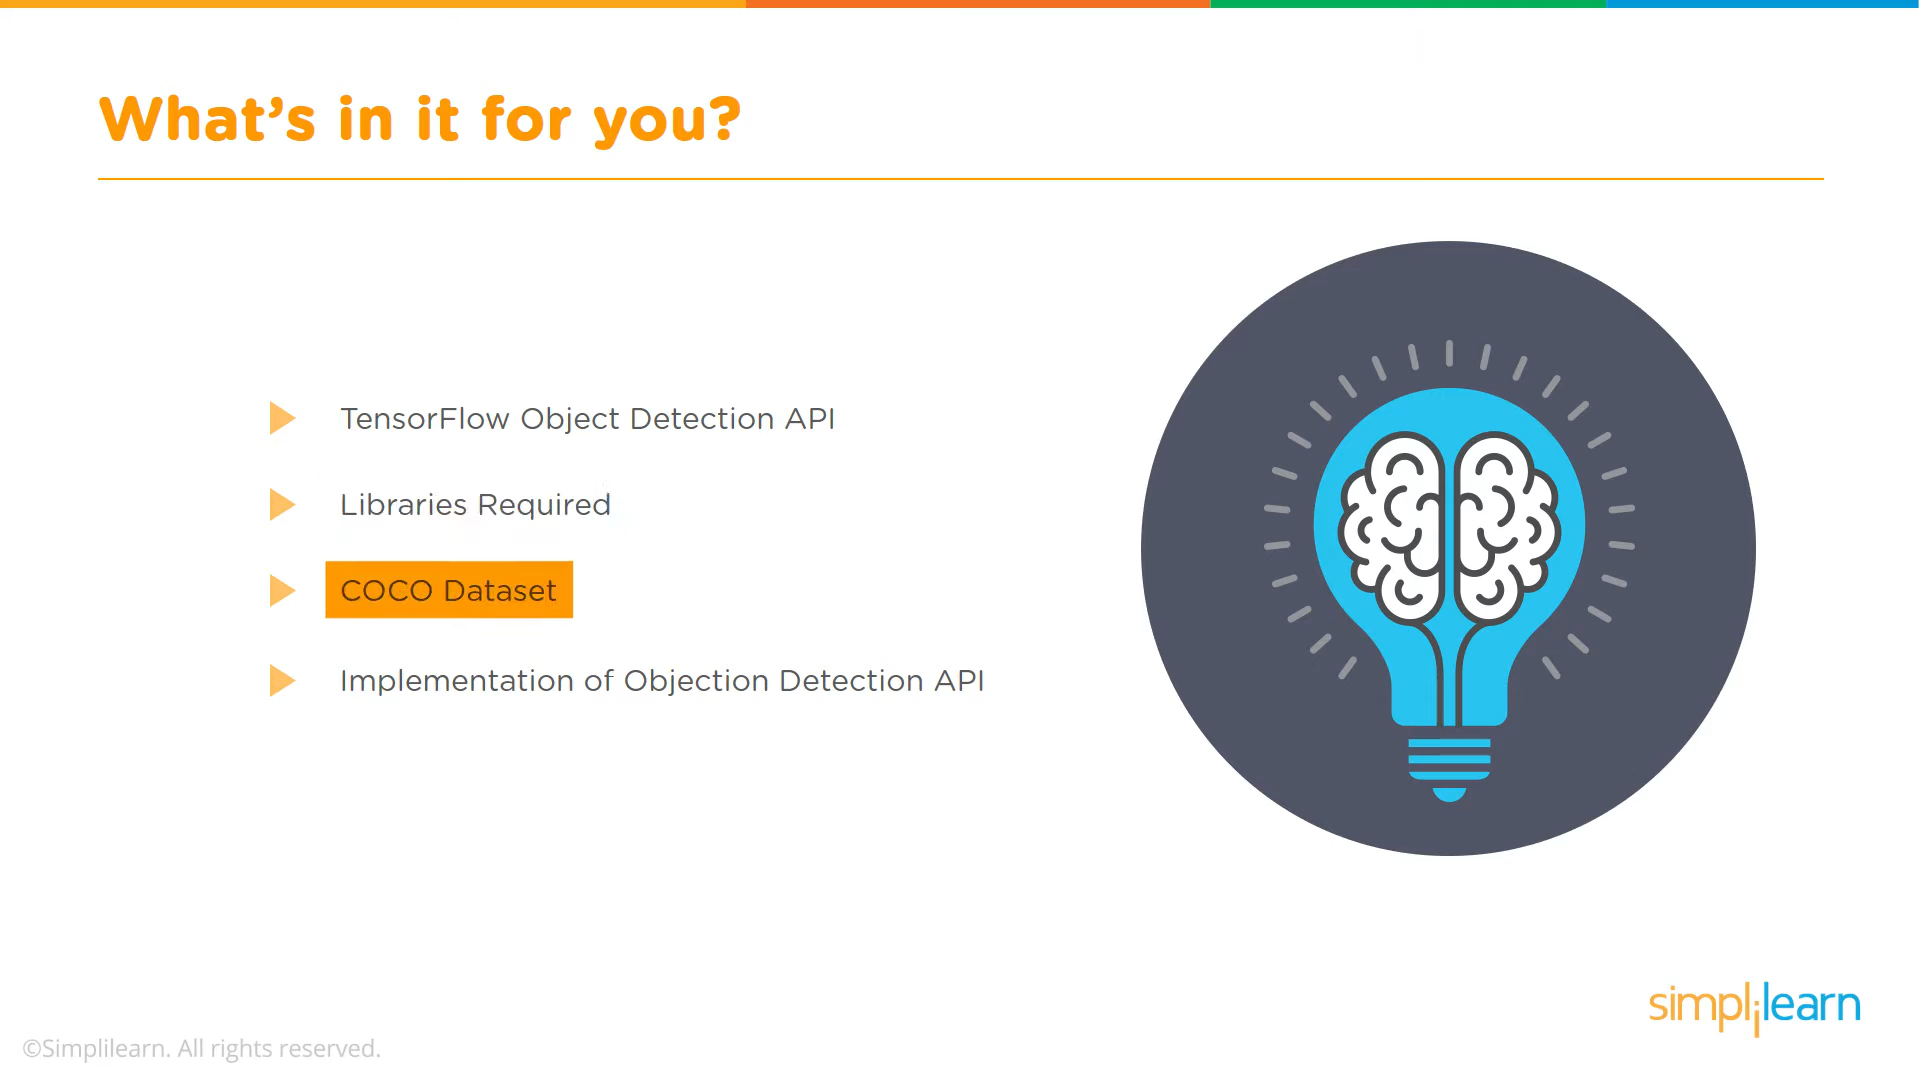 What's in it for you?
TensorFlow Object Detection API
Libraries Required
COCO Dataset
Implementation of Objection Detection API
simplilearn
©Simplilearn. All rights reserved.